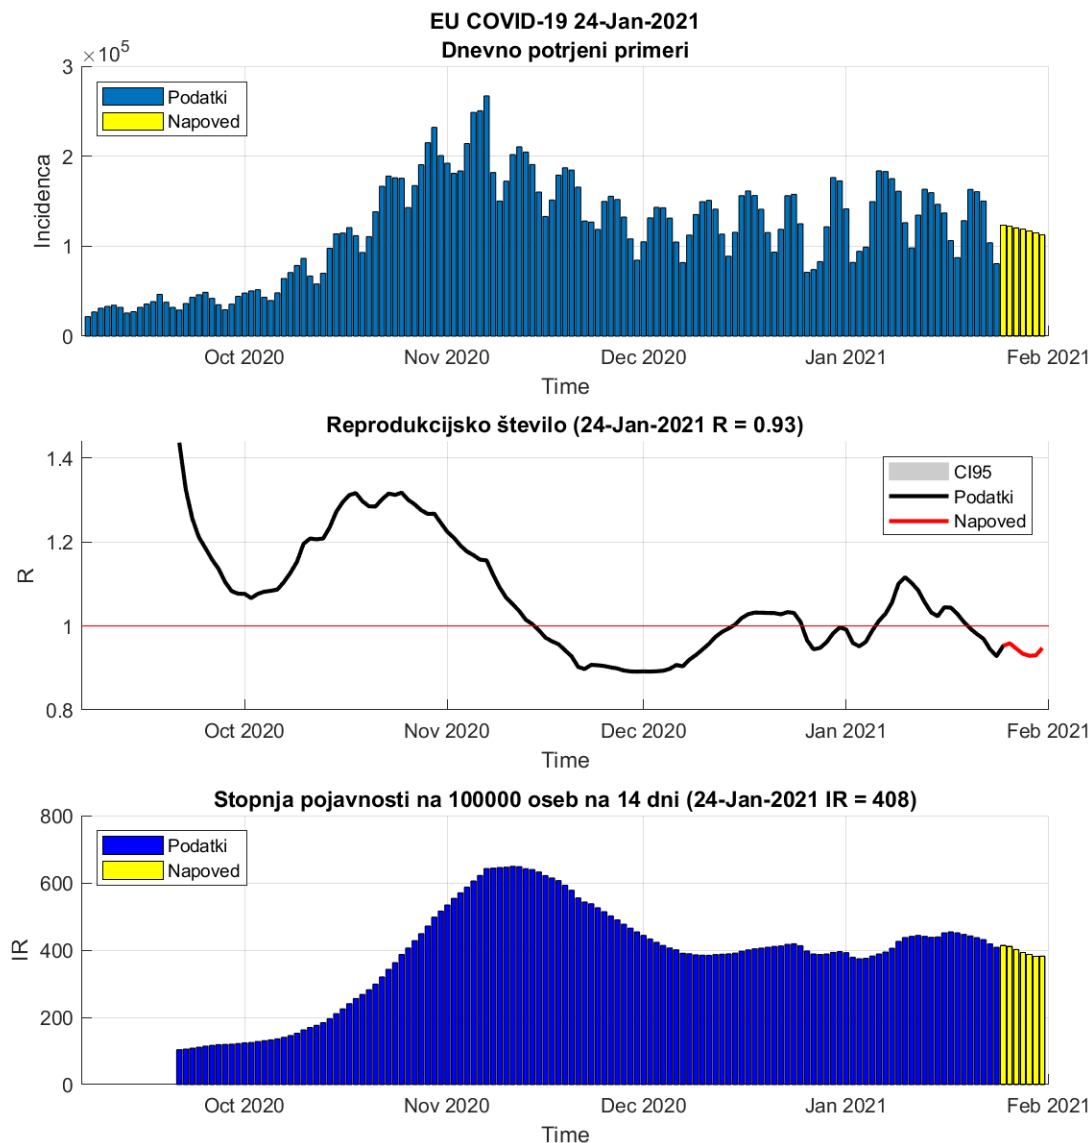 EU COVID-19 24-Jan-2021
Dnevno potrjeni primeri
×10⁵
3
2
1
0
Incidenca
Podatki
Napoved
Oct 2020
Nov 2020
Dec 2020
Jan 2021
Feb 2021
Time
Reprodukcijsko število (24-Jan-2021 R = 0.93)
1.4
1.2
1
0.8
R
CI95
Podatki
Napoved
Oct 2020
Nov 2020
Dec 2020
Jan 2021
Feb 2021
Time
Stopnja pojavnosti na 100000 oseb na 14 dni (24-Jan-2021 IR = 408)
800
600
400
200
0
IR
Podatki
Napoved
Oct 2020
Nov 2020
Dec 2020
Jan 2021
Feb 2021
Time